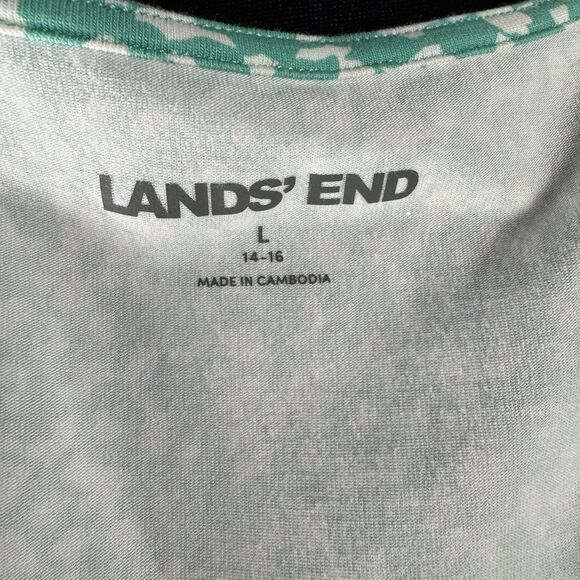 LANDS’ END
L
14-16
MADE IN CAMBODIA